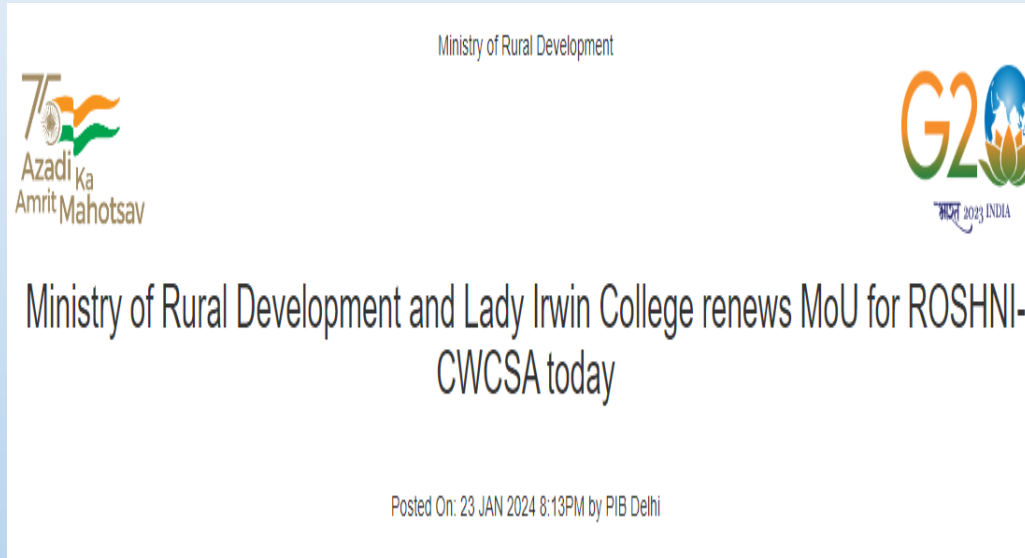 Ministry of Rural Development
75
Azadi Ka
Amrit Mahotsav
G20
भारत 2023 INDIA
Ministry of Rural Development and Lady Irwin College renews MoU for ROSHNI-
CWCSA today
Posted On: 23 JAN 2024 8:13PM by PIB Delhi